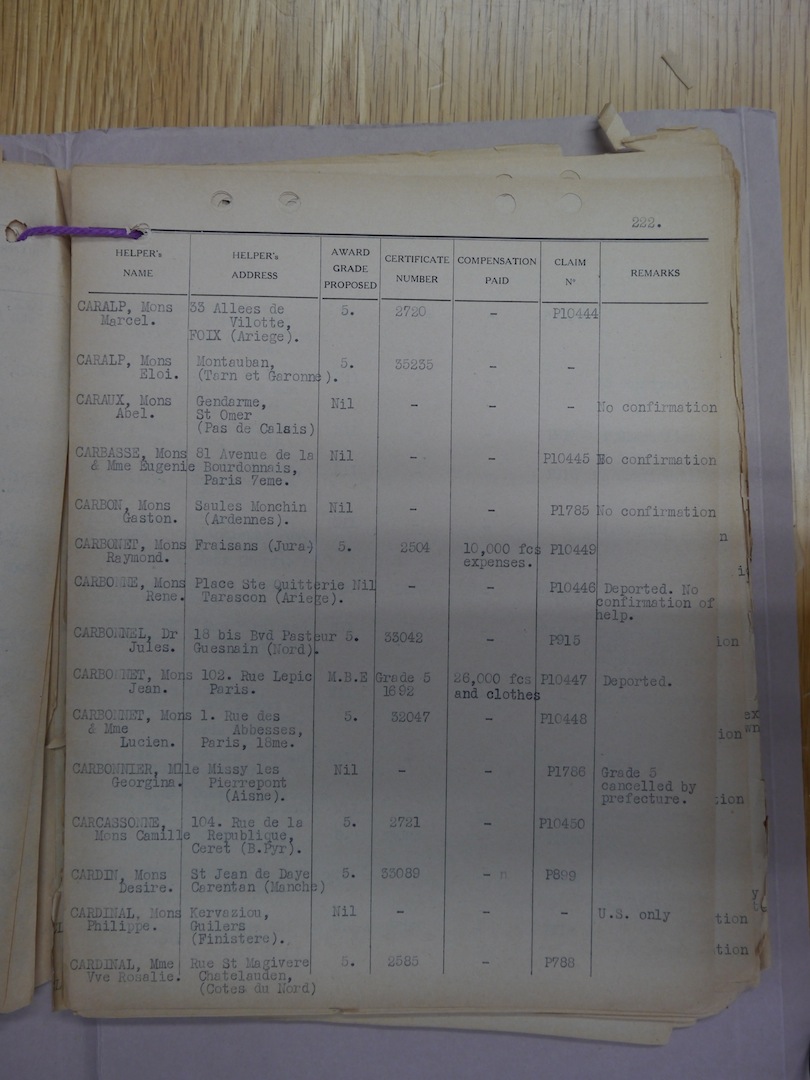 222.
HELPER's NAME HELPER's ADDRESS AWARD GRADE PROPOSED CERTIFICATE NUMBER COMPENSATION PAID CLAIM N° REMARKS
CARALP, Mons 33 Allees de 5. 2720 - P10444
Marcel. Vilotte,
FOIX (Ariege).
CARALP, Mons Montauban, 5. 35235 - -
Eloi. (Tarn et Garonne).
CARAUX, Mons Gendarme, Nil - - - No confirmation
Abel. St Omer
(Pas de Calais)
CARBASSE, Mons 81 Avenue de la Nil - - P10445 No confirmation
& Mme Eugenie Bourdonnais,
Paris 7eme.
CARBON, Mons Saules Monchin Nil - - P1785 No confirmation
Gaston. (Ardennes).
CARBONET, Mons Fraisans (Jura) 5. 2504 10,000 fcs P10449
Raymond. expenses.
CARBONNE, Mons Place Ste Quitterie Nil - - P10446 Deported. No
Rene. Tarascon (Ariege). confirmation of
help.
CARBONNEL, Dr 18 bis Bvd Pasteur 5. 33042 - P915
Jules. Guesnain (Nord).
CARBONNET, Mons 102. Rue Lepic M.B.E Grade 5 28,000 fcs P10447 Deported.
Jean. Paris. 1692 and clothes
CARBONNET, Mons 1. Rue des 5. 32047 - P10448
& Mme Abbesses,
Lucien. Paris, 18me.
CARBONNIER, Mlle Missy les Nil - - P1786 Grade 5
Georgina. Pierrepont cancelled by
(Aisne). prefecture.
CARCASSONNE, 104. Rue de la 5. 2721 - P10450
Mons Camille Republique,
Ceret (B.Pyr).
CARDIN, Mons St Jean de Daye 5. 33089 - P899
Desire. Carentan (Manche)
CARDINAL, Mons Kervaziou, Nil - - - U.S. only
Philippe. Guilers
(Finistere).
CARDINAL, Mme Rue St Magivere 5. 2585 - P788
Vve Rosalie. Chatelauden,
(Cotes du Nord)